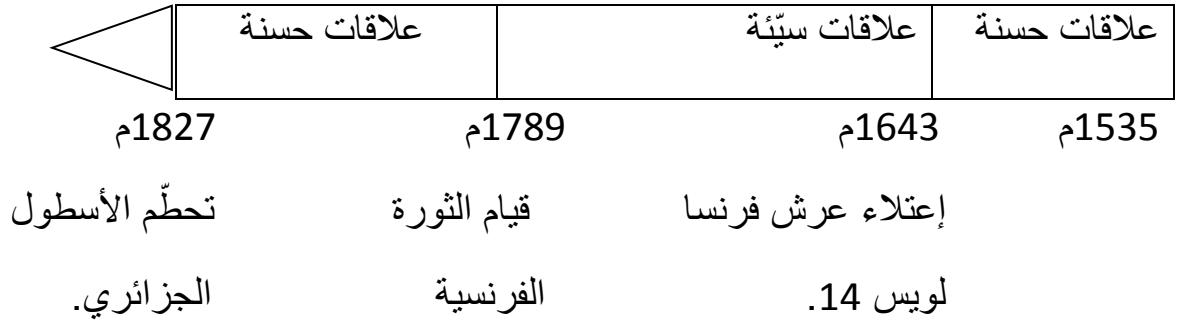 علاقات حسنة علاقات سيّئة علاقات حسنة
1535م 1643م 1789م 1827م
إعتلاء عرش فرنسا قيام الثورة تحطّم الأسطول
لويس 14. الفرنسية الجزائري.